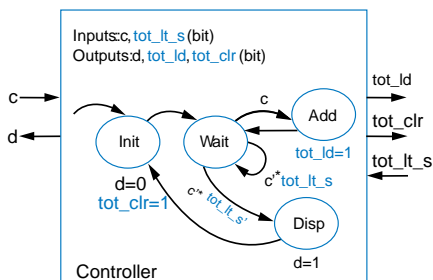 Inputs:c, tot_lt_s (bit)
Outputs:d, tot_ld, tot_clr (bit)
c
d
tot_ld
tot_clr
tot_lt_s
c
Add
Init
Wait
tot_ld=1
c'* tot_lt_s
d=0
tot_clr=1
c'* tot_lt_s'
Disp
d=1
Controller